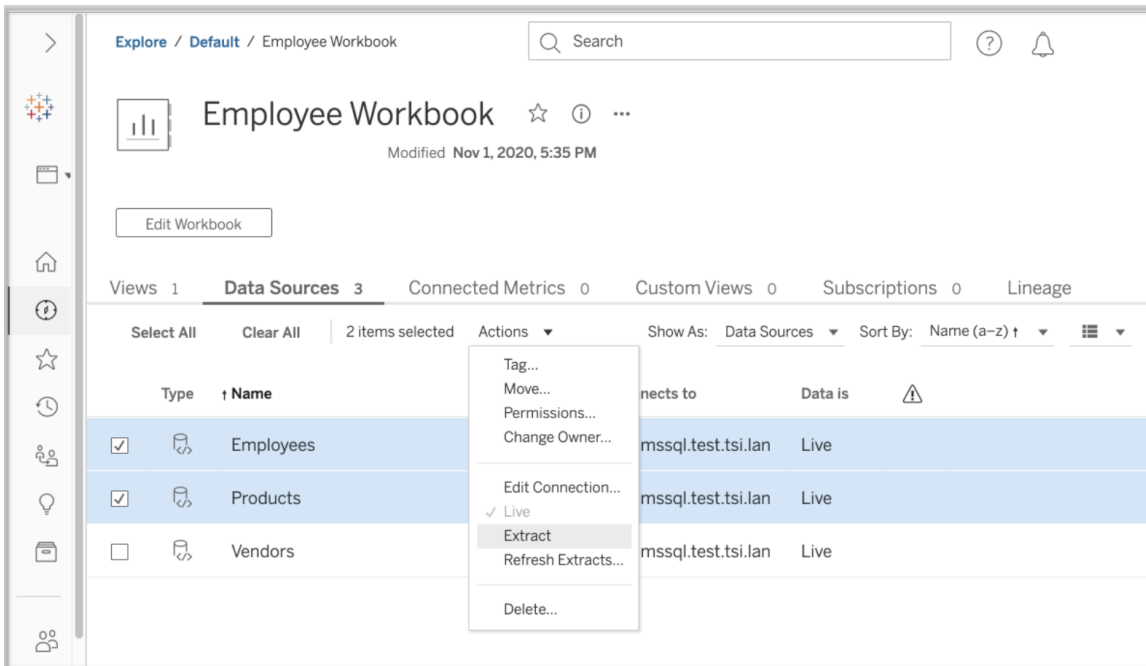 Explore / Default / Employee Workbook
Search
Employee Workbook
Modified Nov 1, 2020, 5:35 PM
Edit Workbook
Views 1 Data Sources 3 Connected Metrics 0 Custom Views 0 Subscriptions 0 Lineage
Select All Clear All 2 items selected Actions Show As: Data Sources Sort By: Name (a–z) ↑
Type ↑ Name nects to Data is
Employees mssql.test.tsi.lan Live
Products mssql.test.tsi.lan Live
Vendors mssql.test.tsi.lan Live
Tag...
Move...
Permissions...
Change Owner...
Edit Connection...
✓ Live
Extract
Refresh Extracts...
Delete...